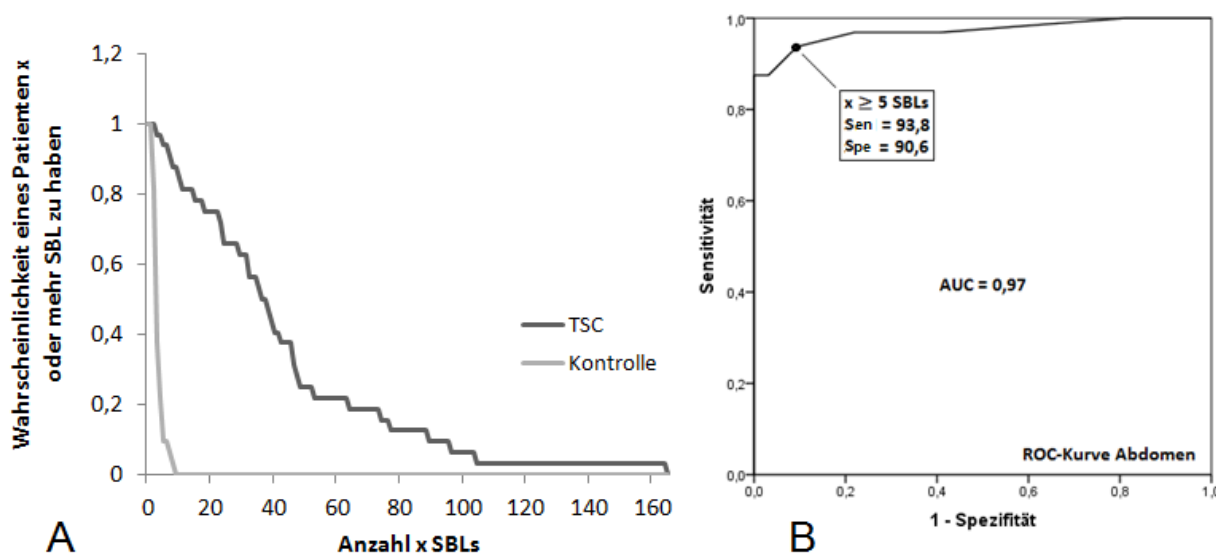 Wahrscheinlichkeit eines Patienten x
oder mehr SBL zu haben
1,2
1
0,8
0,6
0,4
0,2
0
0 20 40 60 80 100 120 140 160
Anzahl x SBLs
TSC
Kontrolle
A
Sensitivität
1,0
0,8
0,6
0,4
0,2
0,0
0,0 0,2 0,4 0,6 0,8 1,0
1 - Spezifität
x ≥ 5 SBLs
Sen = 93,8
Spe = 90,6
AUC = 0,97
ROC-Kurve Abdomen
B